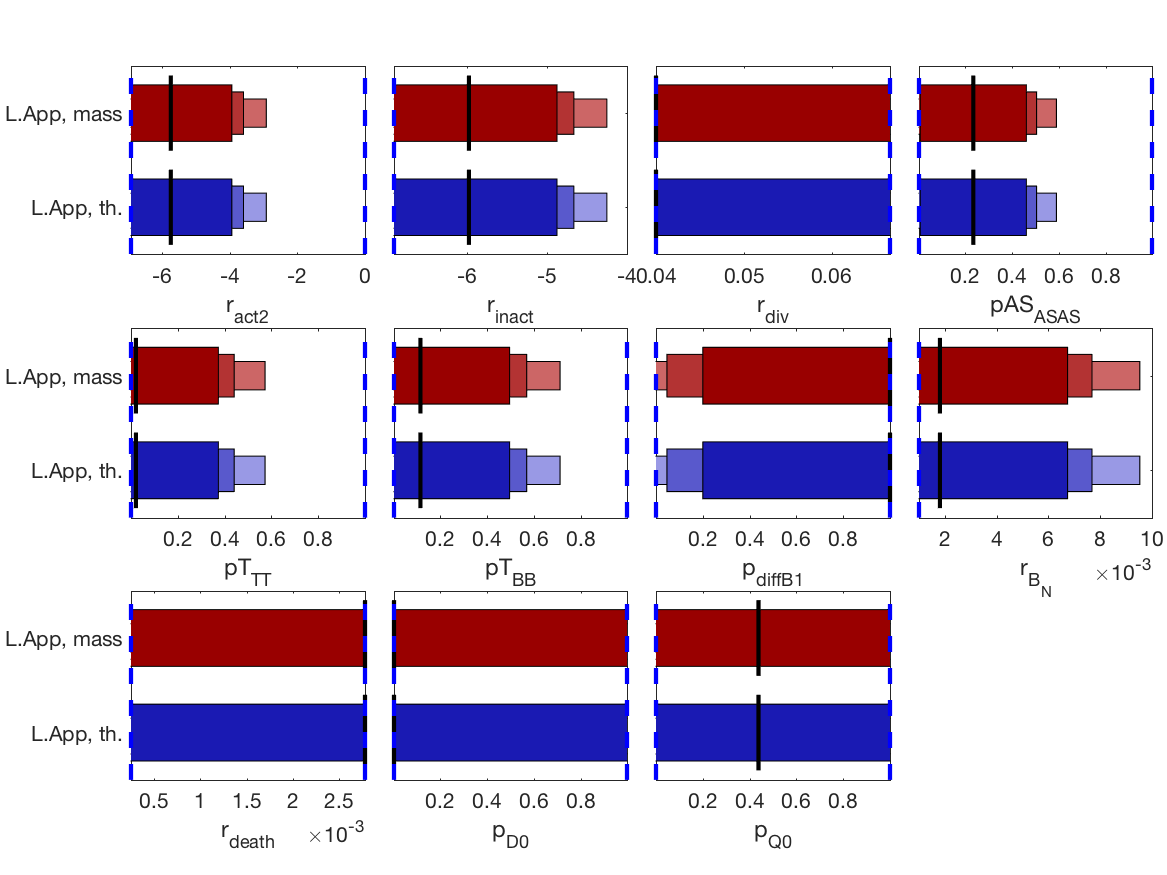 L.App, mass
L.App, th.
-6 -4 -2 0
r_act2
-6 -5 -4
r_inact
0.04 0.05 0.06
r_div
0.2 0.4 0.6 0.8
pAS_ASAS
L.App, mass
L.App, th.
0.2 0.4 0.6 0.8
pT_TT
0.2 0.4 0.6 0.8
pT_BB
0.2 0.4 0.6 0.8
p_diffB1
2 4 6 8 10
r_B_N ×10^-3
L.App, mass
L.App, th.
0.5 1 1.5 2 2.5
r_death ×10^-3
0.2 0.4 0.6 0.8
p_D0
0.2 0.4 0.6 0.8
p_Q0